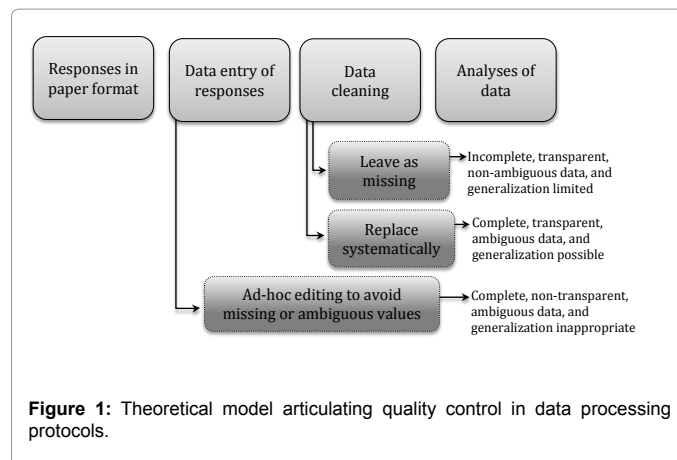 Responses in
paper format
Data entry of
responses
Data
cleaning
Analyses of
data
Leave as
missing
Incomplete, transparent,
non-ambiguous data, and
generalization limited
Replace
systematically
Complete, transparent,
ambiguous data, and
generalization possible
Ad-hoc editing to avoid
missing or ambiguous values
Complete, non-transparent,
ambiguous data, and
generalization inappropriate
Figure 1: Theoretical model articulating quality control in data processing
protocols.